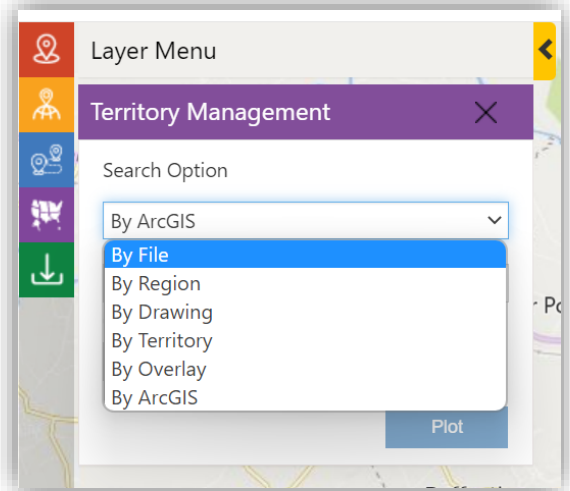 Layer Menu
Territory Management
Search Option
By ArcGIS
By File
By Region
By Drawing
By Territory
By Overlay
By ArcGIS
Plot